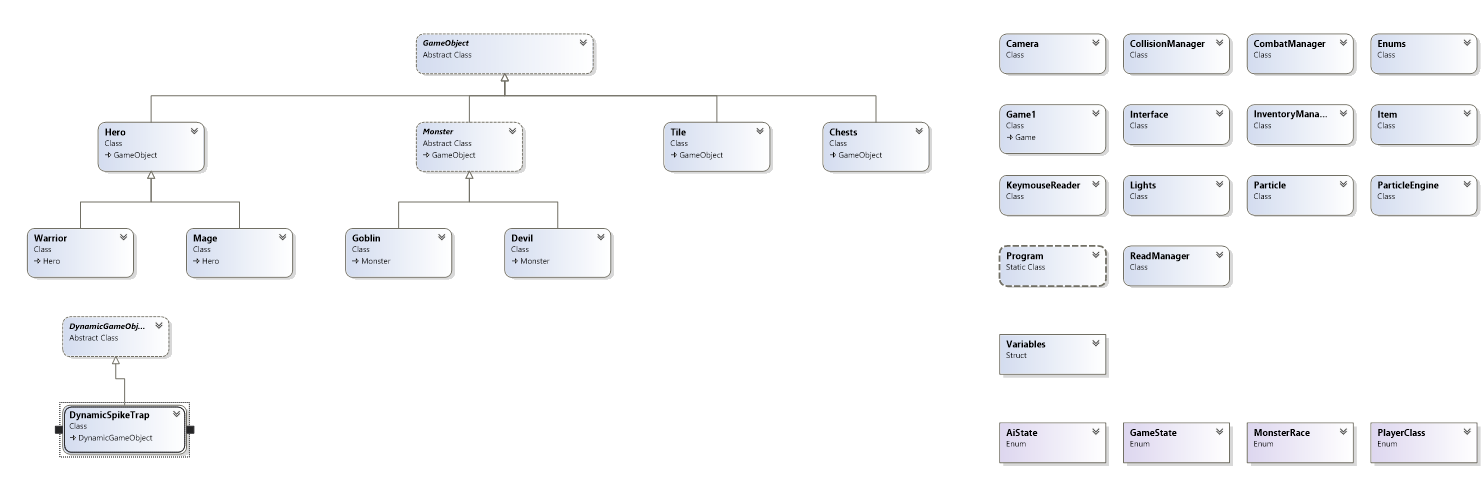 GameObject
Abstract Class
Hero
Class
GameObject
Monster
Abstract Class
GameObject
Tile
Class
GameObject
Chests
Class
GameObject
Warrior
Class
Hero
Mage
Class
Hero
Goblin
Class
Monster
Devil
Class
Monster
DynamicGameObj...
Abstract Class
DynamicSpikeTrap
Class
DynamicGameObject
Camera
Class
CollisionManager
Class
CombatManager
Class
Enums
Class
Game1
Class
Game
Interface
Class
InventoryMana...
Class
Item
Class
KeymouseReader
Class
Lights
Class
Particle
Class
ParticleEngine
Class
Program
Static Class
ReadManager
Class
Variables
Struct
AiState
Enum
GameState
Enum
MonsterRace
Enum
PlayerClass
Enum